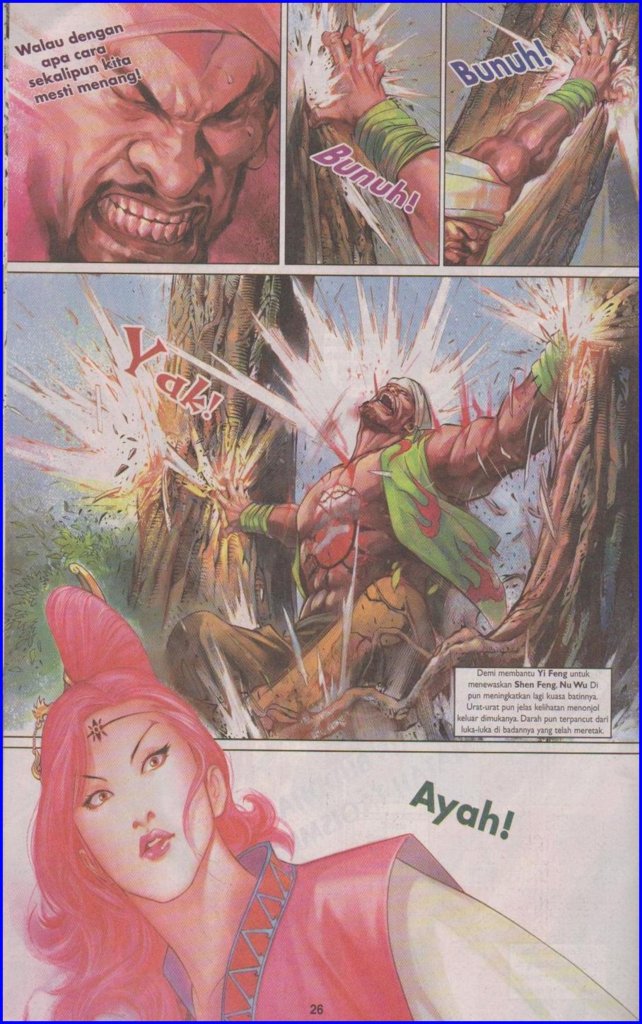 Walau dengan
apa cara
sekalipun kita
mesti menang!
Bunuh!
Bunuh!
Yak!
Demi membantu Yi Feng untuk
menewaskan Shen Feng, Nu Wu Di
pun meningkatkan lagi kuasa batinnya.
Urat-urat pun jelas kelihatan menonjol
keluar dimukanya. Darah pun terpancut dari
luka-luka di badannya yang telah meretak.
Ayah!
26